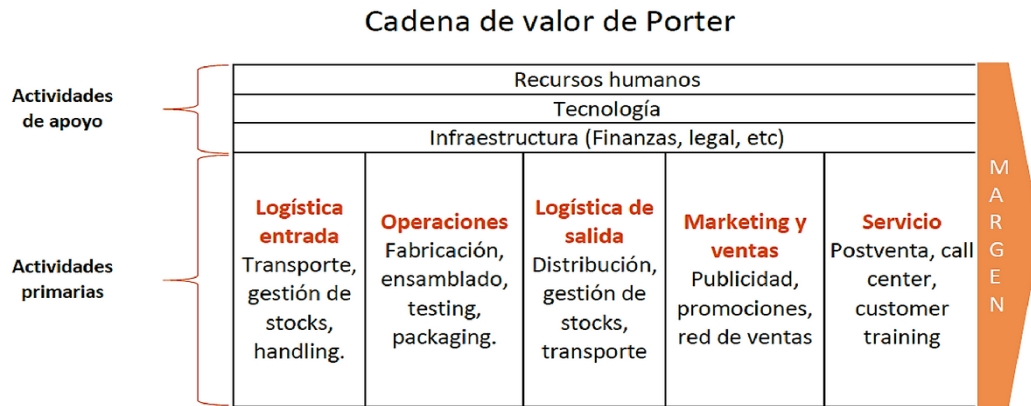 Cadena de valor de Porter
Actividades
de apoyo
Recursos humanos
Tecnología
Infraestructura (Finanzas, legal, etc)
Actividades
primarias
Logística
entrada
Transporte,
gestión de
stocks,
handling.
Operaciones
Fabricación,
ensamblado,
testing,
packaging.
Logística de
salida
Distribución,
gestión de
stocks,
transporte
Marketing y
ventas
Publicidad,
promociones,
red de ventas
Servicio
Postventa, call
center,
customer
training
MARGEN